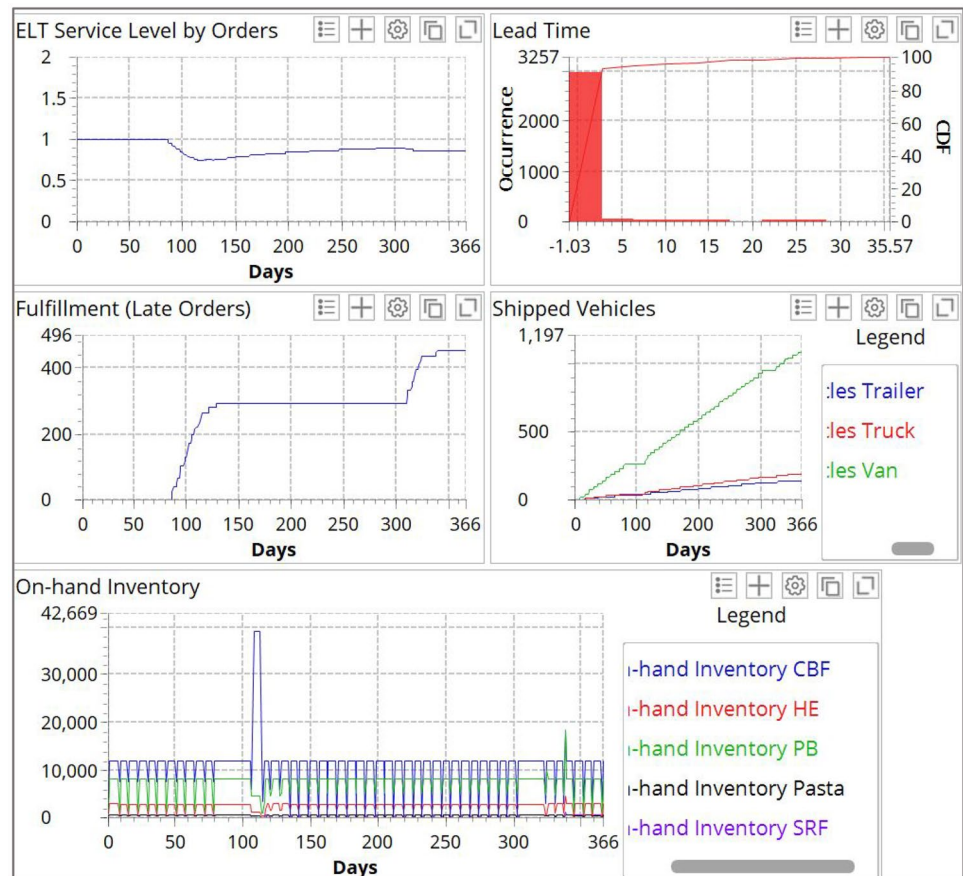 ELT Service Level by Orders
2
1.5
1
0.5
0
0 50 100 150 200 250 300 366
Days
Lead Time
3257
2000
1000
0
Occurrence
100
80
60
40
20
0
CDF
-1.03 5 10 15 20 25 30 35.57
Fulfillment (Late Orders)
496
400
200
0
0 50 100 150 200 250 300 366
Days
Shipped Vehicles
1,197
500
0
0 100 200 300 366
Days
Legend
:les Trailer
:les Truck
:les Van
On-hand Inventory
42,669
30,000
20,000
10,000
0
0 50 100 150 200 250 300 366
Days
Legend
-hand Inventory CBF
-hand Inventory HE
-hand Inventory PB
-hand Inventory Pasta
-hand Inventory SRF